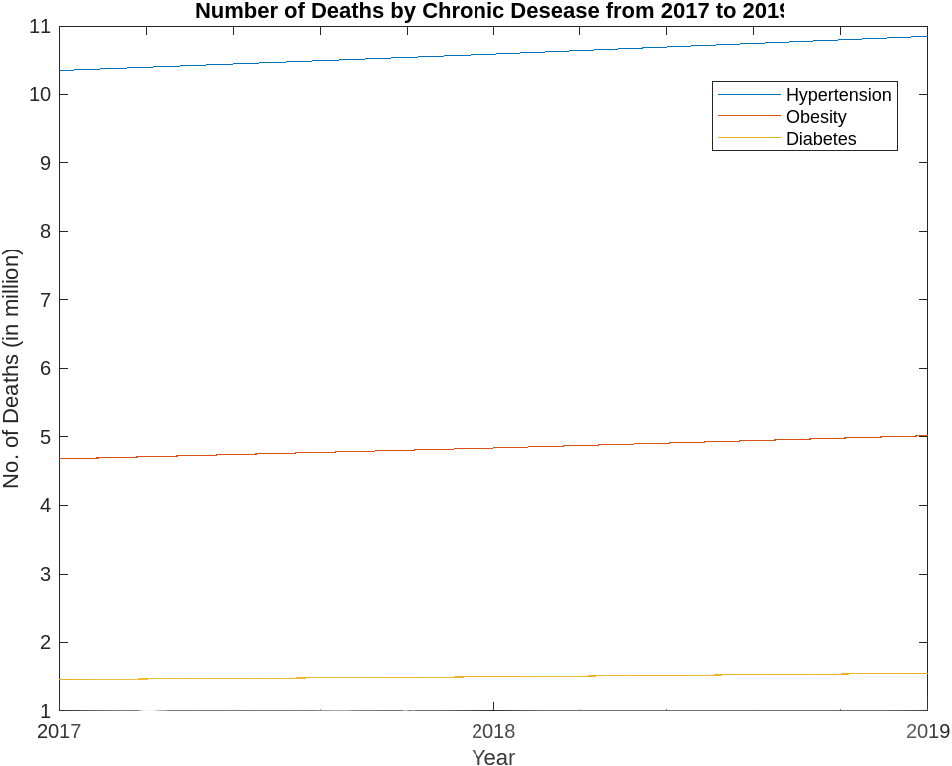 Number of Deaths by Chronic Desease from 2017 to 2019
11
10
9
8
7
6
5
4
3
2
1
No. of Deaths (in million)
Hypertension
Obesity
Diabetes
2017
2018
2019
Year